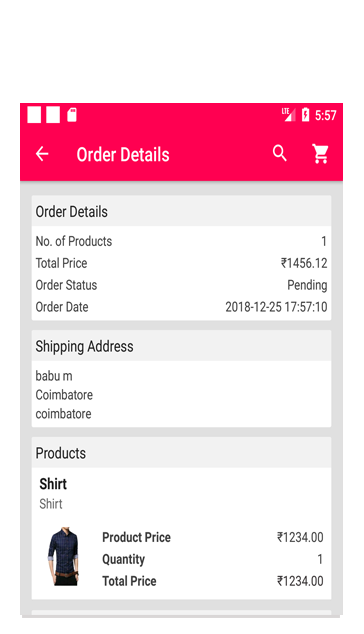 LTE 5:57
Order Details
Order Details
No. of Products 1
Total Price ₹1456.12
Order Status Pending
Order Date 2018-12-25 17:57:10
Shipping Address
babu m
Coimbatore
coimbatore
Products
Shirt
Shirt
Product Price ₹1234.00
Quantity 1
Total Price ₹1234.00